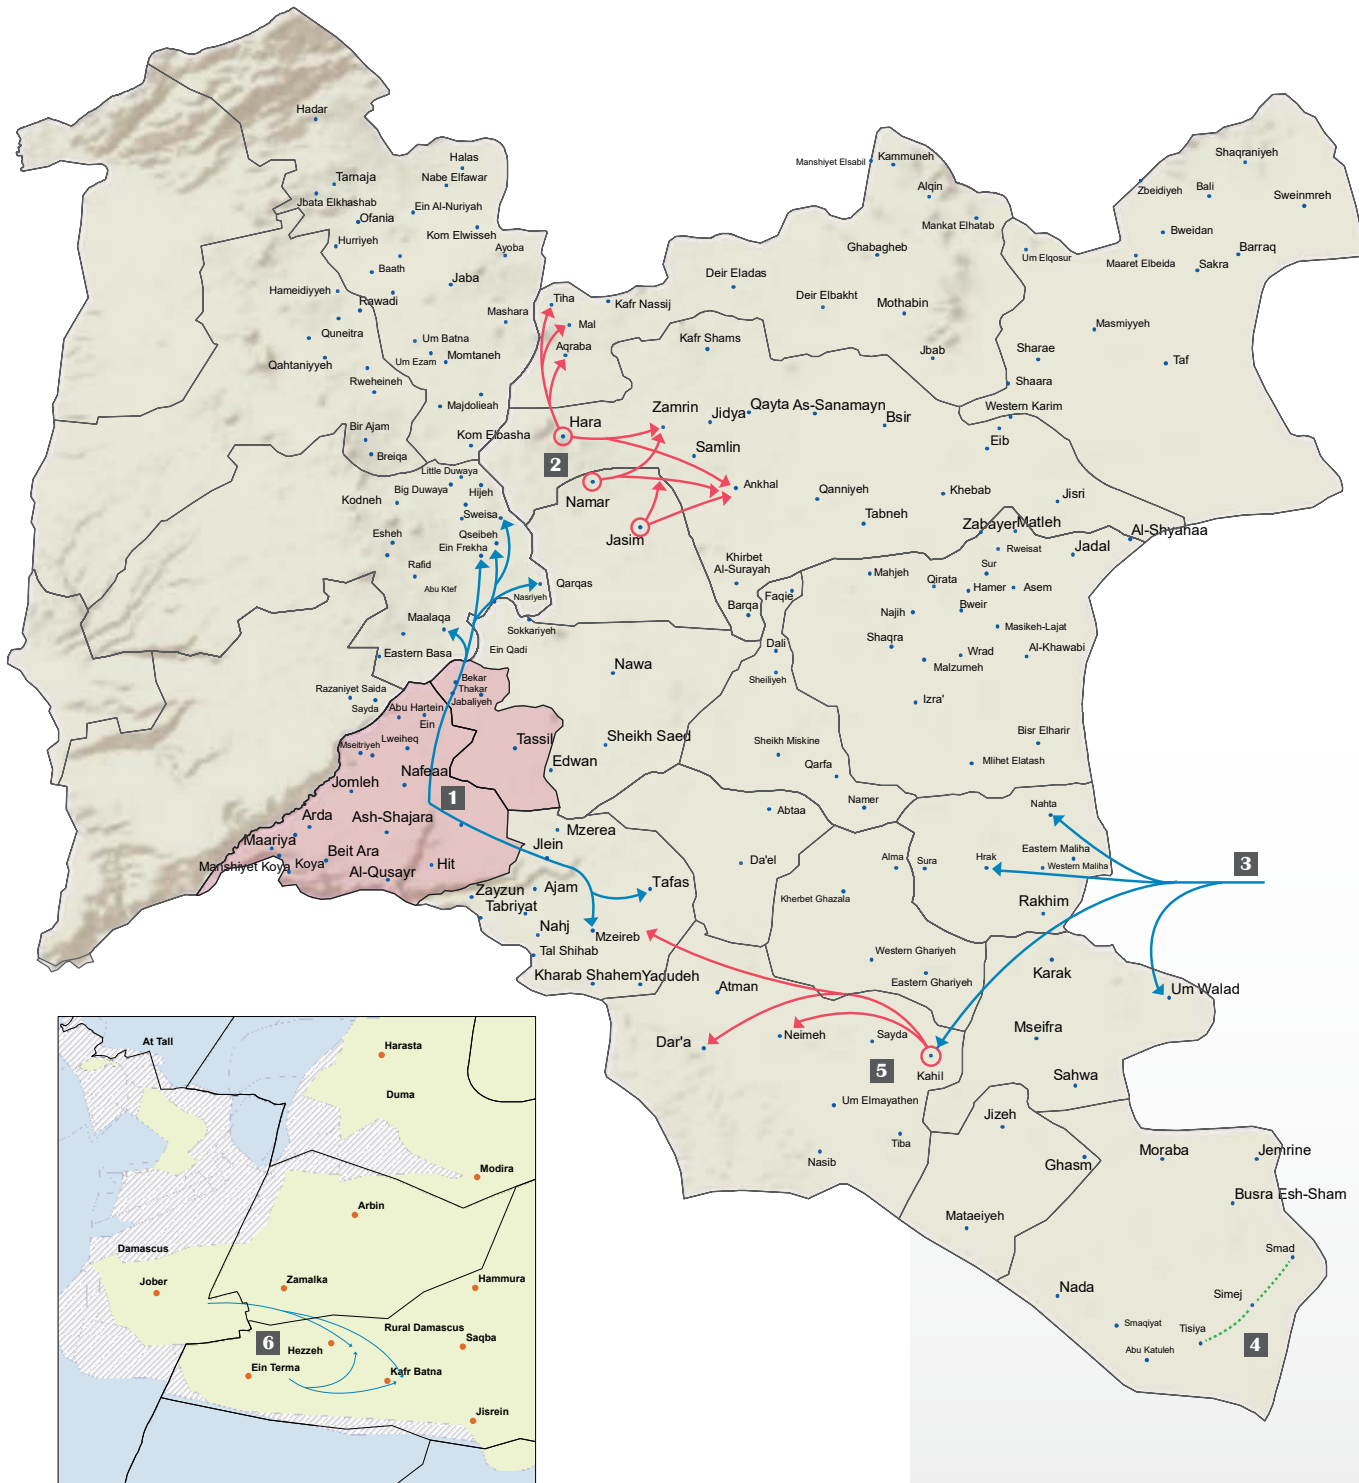 Hadar
Halas
Nabe Elfawar
Tarnaja
Jbata Elkhashab
Ofania
Ein Al-Nuriyah
Kom Elwisseh
Hurriyeh
Ayoba
Baath
Jaba
Hameidiyyeh
Rawadi
Mashara
Quneitra
Um Batna
Um Ezam
Momtaneh
Qahtaniyyeh
Rweheineh
Majdolieah
Bir Ajam
Breiqa
Kom Elbasha
Little Duwaya
Big Duwaya
Hijeh
Kodneh
Sweisa
Esheh
Qseibeh
Ein Frekha
Rafid
Abu Ktef
Nasriyeh
Qarqas
Maalaqa
Sokkariyeh
Eastern Basa
Ein Qadi
Manshiyet Elsabil
Kammuneh
Alqin
Mankat Elhatab
Ghabagheb
Deir Eladas
Deir Elbakht
Mothabin
Jbab
Shaqraniyeh
Zbeidiyeh
Bali
Sweinmreh
Bweidan
Um Elqosur
Maaret Elbeida
Barraq
Sakra
Masmiyyeh
Sharae
Taf
Shaara
Western Karim
Eib
Tiha
Kafr Nassij
Mal
Aqraba
Kafr Shams
Hara
Zamrin
Jidya
Qayta
As-Sanamayn
Bsir
Samlin
2
Namar
Ankhal
Qanniyeh
Khebab
Jisri
Tabneh
Jasim
Zabayer
Matleh
Al-Shyahaa
Rweisat
Jadal
Khirbet
Al-Surayah
Mahjeh
Sur
Qirata
Hamer
Asem
Faqie
Barqa
Najih
Bweir
Masikeh-Lajat
Shaqra
Dali
Wrad
Al-Khawabi
Malzumeh
Sheiliyeh
Izra'
Nawa
Bekar
Thakar
Jabaliyeh
Razaniyet Saida
Sayda
Abu Hartein
Ein
Mseitriyeh
Lweiheq
Tassil
Sheikh Saed
Sheikh Miskine
Bisr Elharir
Edwan
Mlihet Elatash
Nafeaa
Jomleh
Qarfa
1
Arda
Ash-Shajara
Mzerea
Abtaa
Namer
Nahta
Maariya
Beit Ara
Jlein
Manshiyet Koya
Koya
Hit
Al-Qusayr
Da'el
Alma
Sura
Hrak
Eastern Maliha
Western Maliha
3
Zayzun
Ajam
Tafas
Kherbet Ghazala
Rakhim
Tabriyat
Nahj
Mzeireb
Tal Shihab
Western Ghariyeh
Eastern Ghariyeh
Karak
Kharab Shahem
Yadudeh
Atman
Um Walad
Dar'a
Neimeh
Sayda
Mseifra
5
Kahil
Sahwa
Um Elmayathen
Jizeh
Tiba
Nasib
Ghasm
Moraba
Jemrine
Busra Esh-Sham
Mataeiyeh
Smad
Nada
Simej
Smaqiyat
Tisiya
Abu Katuleh
4
At Tall
Harasta
Duma
Modira
Arbin
Damascus
Jober
Zamalka
Hammura
Rural Damascus
6
Hezzeh
Saqba
Ein Terma
Kafr Batna
Jisrein